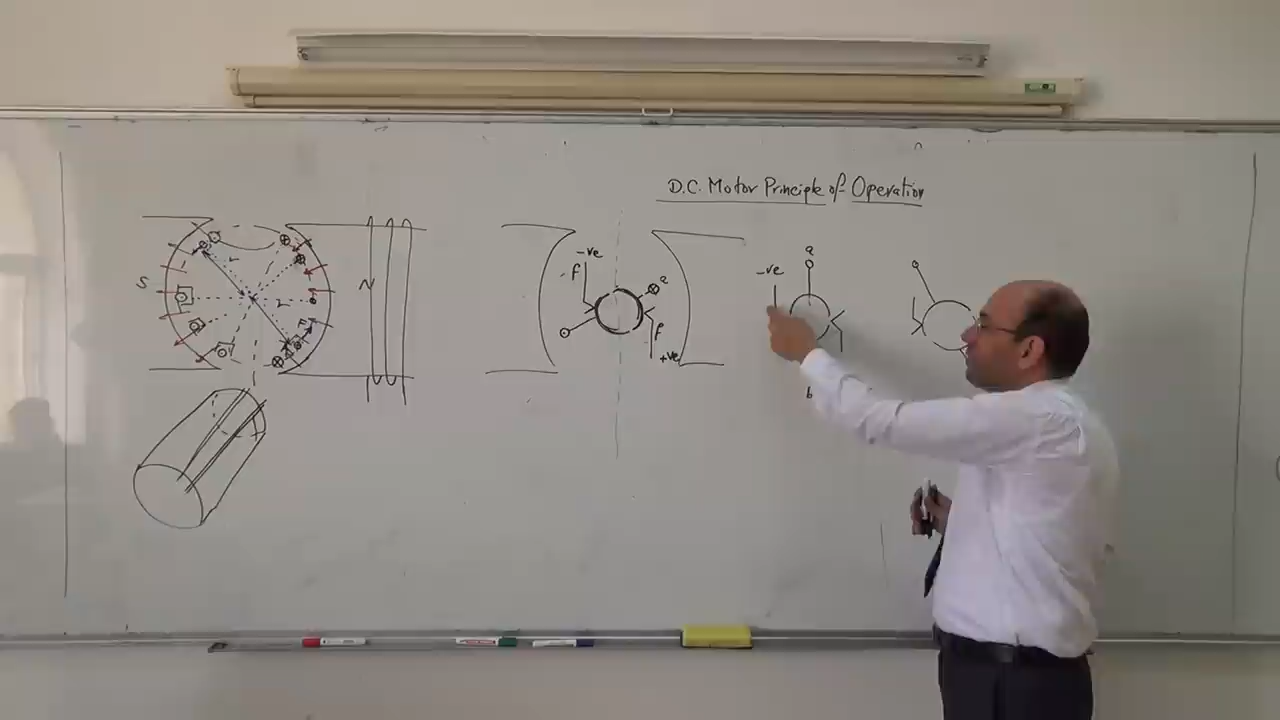 D.C. Motor Principle of Operation
S
N
r
r
F
-ve
f
a
f
+ve
-ve
a
b